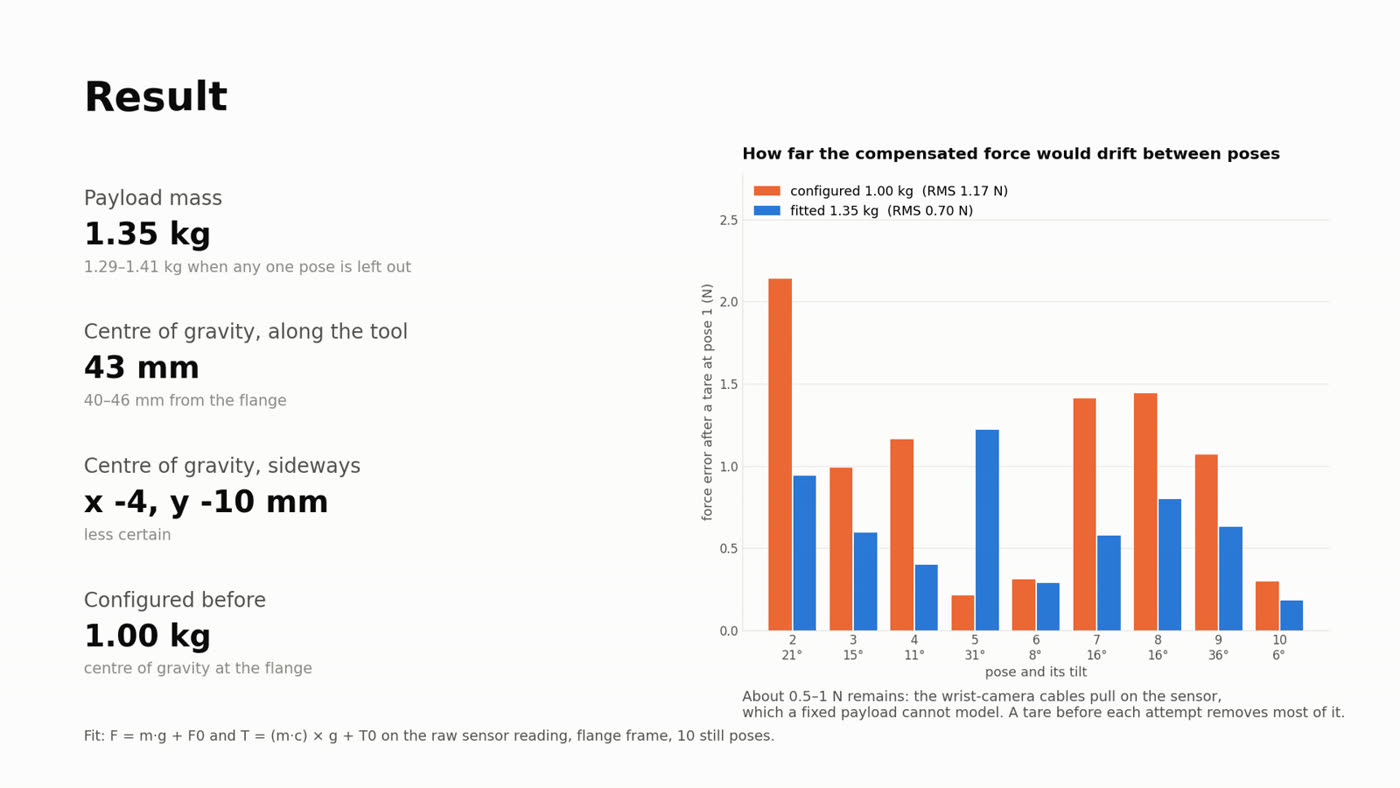 Result
Payload mass
1.35 kg
1.29–1.41 kg when any one pose is left out
Centre of gravity, along the tool
43 mm
40–46 mm from the flange
Centre of gravity, sideways
x -4, y -10 mm
less certain
Configured before
1.00 kg
centre of gravity at the flange
Fit: F = m·g + F0 and T = (m·c) × g + T0 on the raw sensor reading, flange frame, 10 still poses.
How far the compensated force would drift between poses
configured 1.00 kg (RMS 1.17 N)
fitted 1.35 kg (RMS 0.70 N)
force error after a tare at pose 1 (N)
2.5
2.0
1.5
1.0
0.5
0.0
2 3 4 5 6 7 8 9 10
21° 15° 11° 31° 8° 16° 16° 36° 6°
pose and its tilt
About 0.5–1 N remains: the wrist-camera cables pull on the sensor,
which a fixed payload cannot model. A tare before each attempt removes most of it.